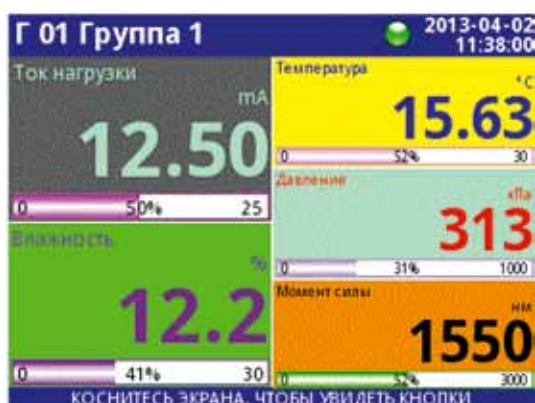 Г 01 Группа 1
2013-04-02
11:38:00
Ток нагрузки
mA
12.50
0 50% 25
Влажность
%
12.2
0 41% 30
Температура
°C
15.63
0 52% 30
Давление
кПа
313
0 31% 1000
Момент силы
нм
1550
0 52% 3000
КОСНИТЕСЬ ЭКРАНА, ЧТОБЫ УВИДЕТЬ КНОПКИ